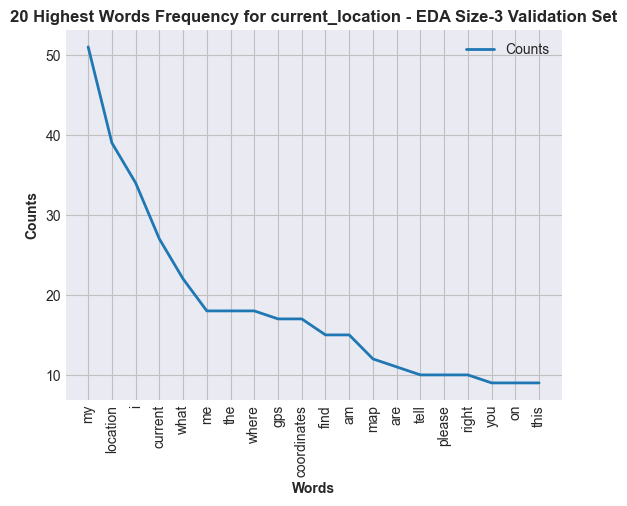 20 Highest Words Frequency for current_location - EDA Size-3 Validation Set
Counts
50
40
30
20
10
Counts
my
location
i
current
what
me
the
where
gps
coordinates
find
am
map
are
tell
please
right
you
on
this
Words